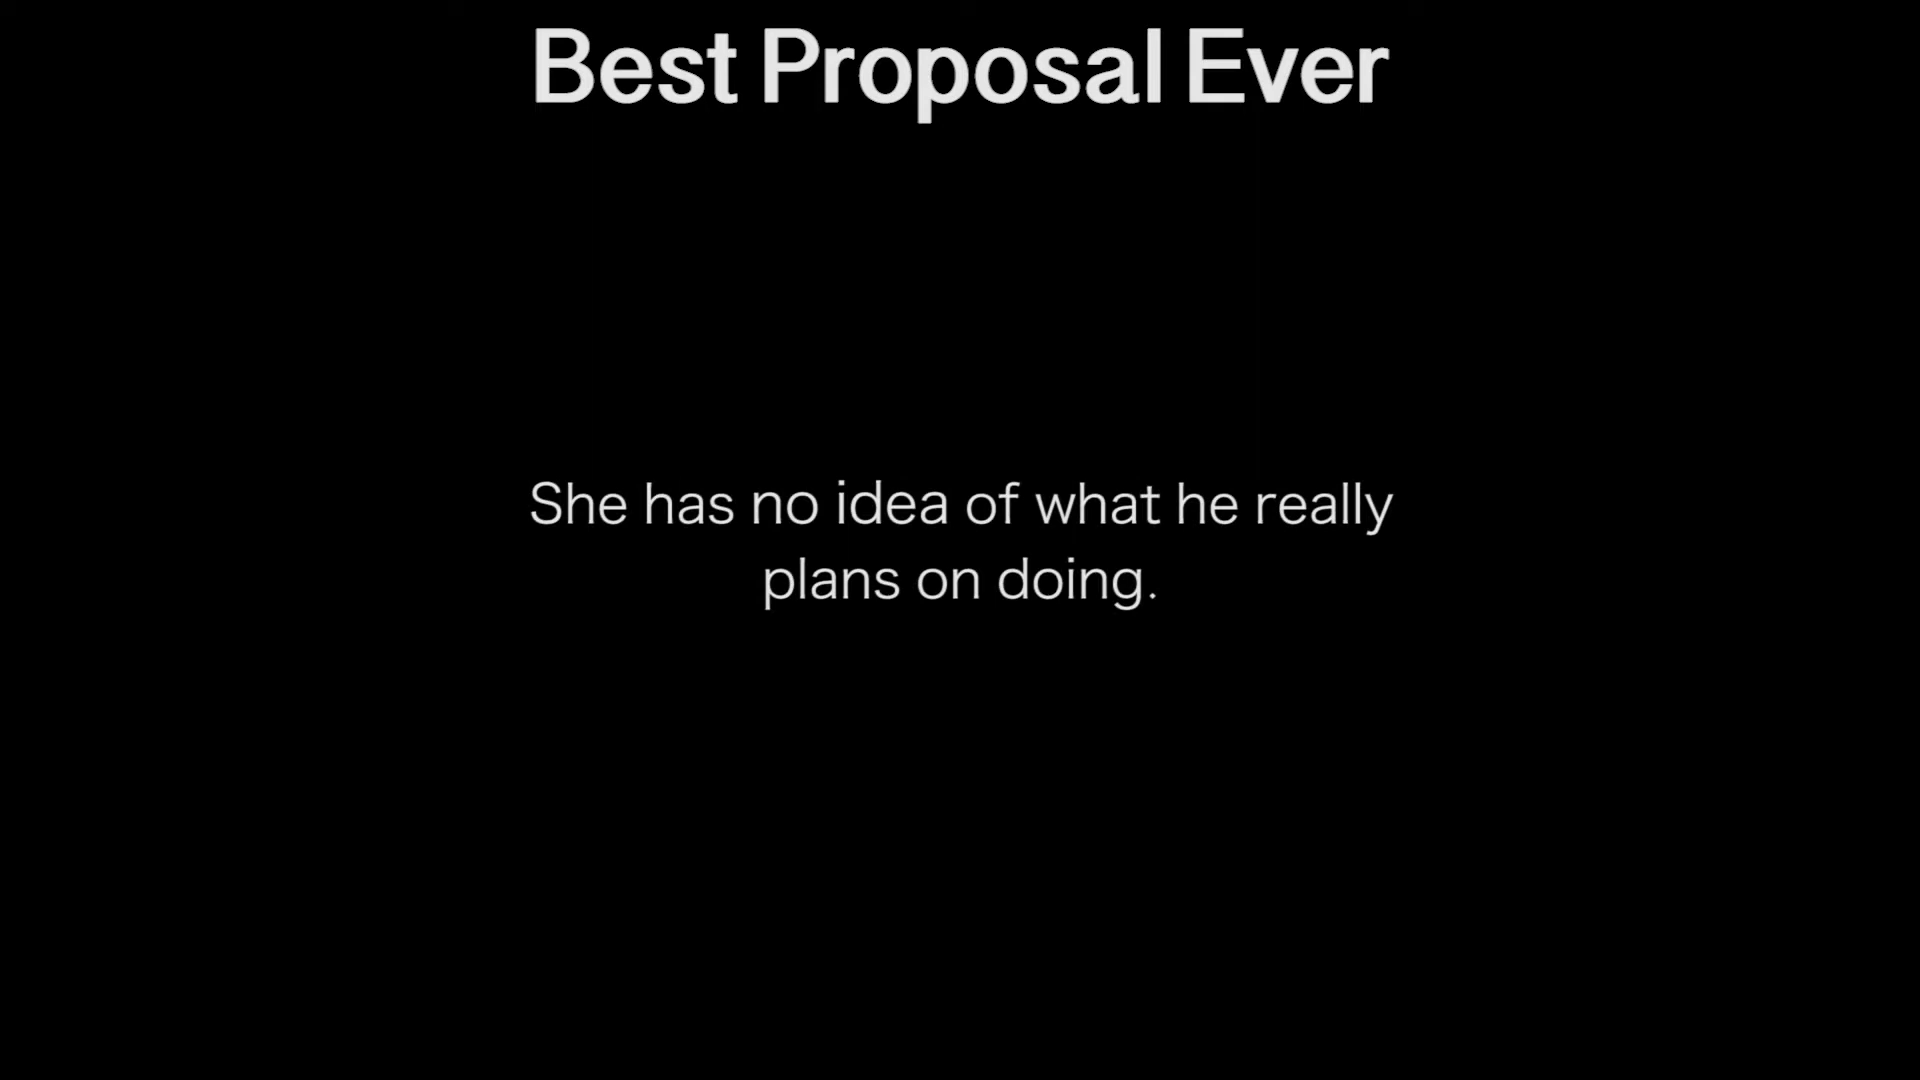 Best Proposal Ever
She has no idea of what he really
plans on doing.